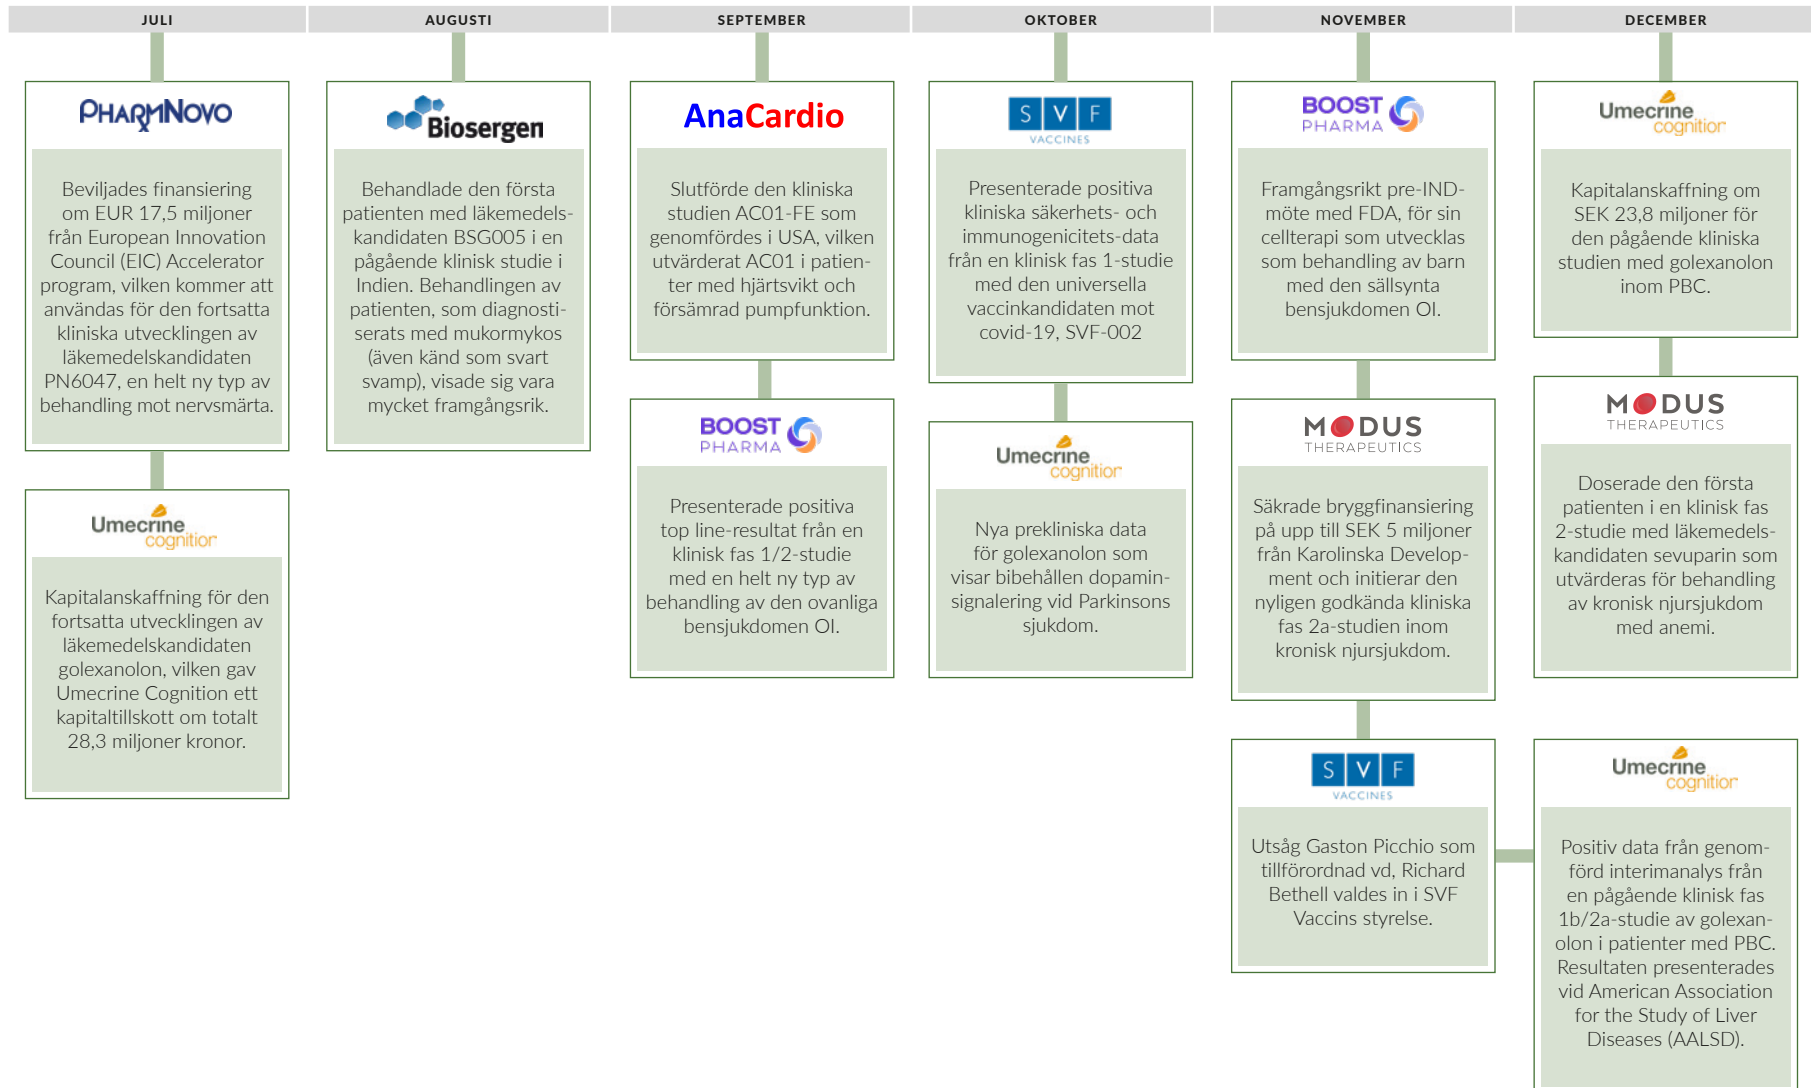 JULI
AUGUSTI
SEPTEMBER
OKTOBER
NOVEMBER
DECEMBER
PHARMNOVO
Beviljades finansiering
om EUR 17,5 miljoner
från European Innovation
Council (EIC) Accelerator
program, vilken kommer att
användas för den fortsatta
kliniska utvecklingen av
läkemedelskandidaten
PN6047, en helt ny typ av
behandling mot nervsmärta.
Umecrine
cognition
Kapitalanskaffning för den
fortsatta utvecklingen av
läkemedelskandidaten
golexanolon, vilken gav
Umecrine Cognition ett
kapitaltillskott om totalt
28,3 miljoner kronor.
Biosergen
Behandlade den första
patienten med läkemedels-
kandidaten BSG005 i en
pågående klinisk studie i
Indien. Behandlingen av
patienten, som diagnosti-
serats med mukormykos
(även känd som svart
svamp), visade sig vara
mycket framgångsrik.
AnaCardio
Slutförde den kliniska
studien AC01-FE som
genomfördes i USA, vilken
utvärderat AC01 i patien-
ter med hjärtsvikt och
försämrad pumpfunktion.
BOOST
PHARMA
Presenterade positiva
top line-resultat från en
klinisk fas 1/2-studie
med en helt ny typ av
behandling av den ovanliga
bensjukdomen OI.
SVF
VACCINES
Presenterade positiva
kliniska säkerhets- och
immunogenicitets-data
från en klinisk fas 1-studie
med den universella
vaccinkandidaten mot
covid-19, SVF-002
Umecrine
cognition
Nya prekliniska data
för golexanolon som
visar bibehållen dopamin-
signalering vid Parkinsons
sjukdom.
BOOST
PHARMA
Framgångsrikt pre-IND-
möte med FDA, för sin
cellterapi som utvecklas
som behandling av barn
med den sällsynta
bensjukdomen OI.
MODUS
THERAPEUTICS
Säkrade bryggfinansiering
på upp till SEK 5 miljoner
från Karolinska Develop-
ment och initierar den
nyligen godkända kliniska
fas 2a-studien inom
kronisk njursjukdom.
SVF
VACCINES
Utsåg Gaston Picchio som
tillförordnad vd, Richard
Bethell valdes in i SVF
Vaccins styrelse.
Umecrine
cognition
Kapitalanskaffning om
SEK 23,8 miljoner för
den pågående kliniska
studien med golexanolon
inom PBC.
MODUS
THERAPEUTICS
Doserade den första
patienten i en klinisk fas
2-studie med läkemedels-
kandidaten sevuparin som
utvärderas för behandling
av kronisk njursjukdom
med anemi.
Umecrine
cognition
Positiv data från genom-
förd interimanalys från
en pågående klinisk fas
1b/2a-studie av golexan-
olon i patienter med PBC.
Resultaten presenterades
vid American Association
for the Study of Liver
Diseases (AALSD).